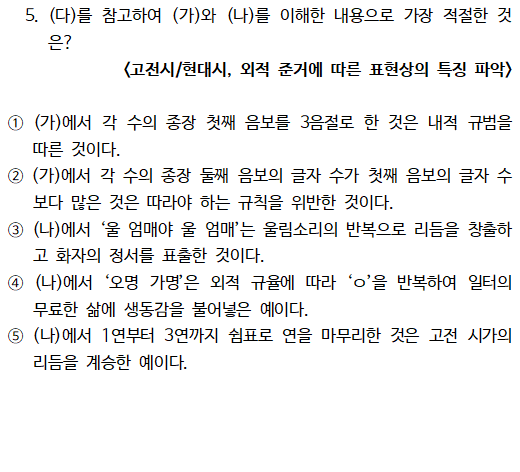 5. (다)를 참고하여 (가)와 (나)를 이해한 내용으로 가장 적절한 것
은?
<고전시/현대시, 외적 준거에 따른 표현상의 특징 파악>
① (가)에서 각 수의 종장 첫째 음보를 3음절로 한 것은 내적 규범을
따른 것이다.
② (가)에서 각 수의 종장 둘째 음보의 글자 수가 첫째 음보의 글자 수
보다 많은 것은 따라야 하는 규칙을 위반한 것이다.
③ (나)에서 ‘울 엄매야 울 엄매’는 울림소리의 반복으로 리듬을 창출하
고 화자의 정서를 표출한 것이다.
④ (나)에서 ‘오명 가명’은 외적 규율에 따라 ‘ㅇ’을 반복하여 일터의
무료한 삶에 생동감을 불어넣은 예이다.
⑤ (나)에서 1연부터 3연까지 쉼표로 연을 마무리한 것은 고전 시가의
리듬을 계승한 예이다.